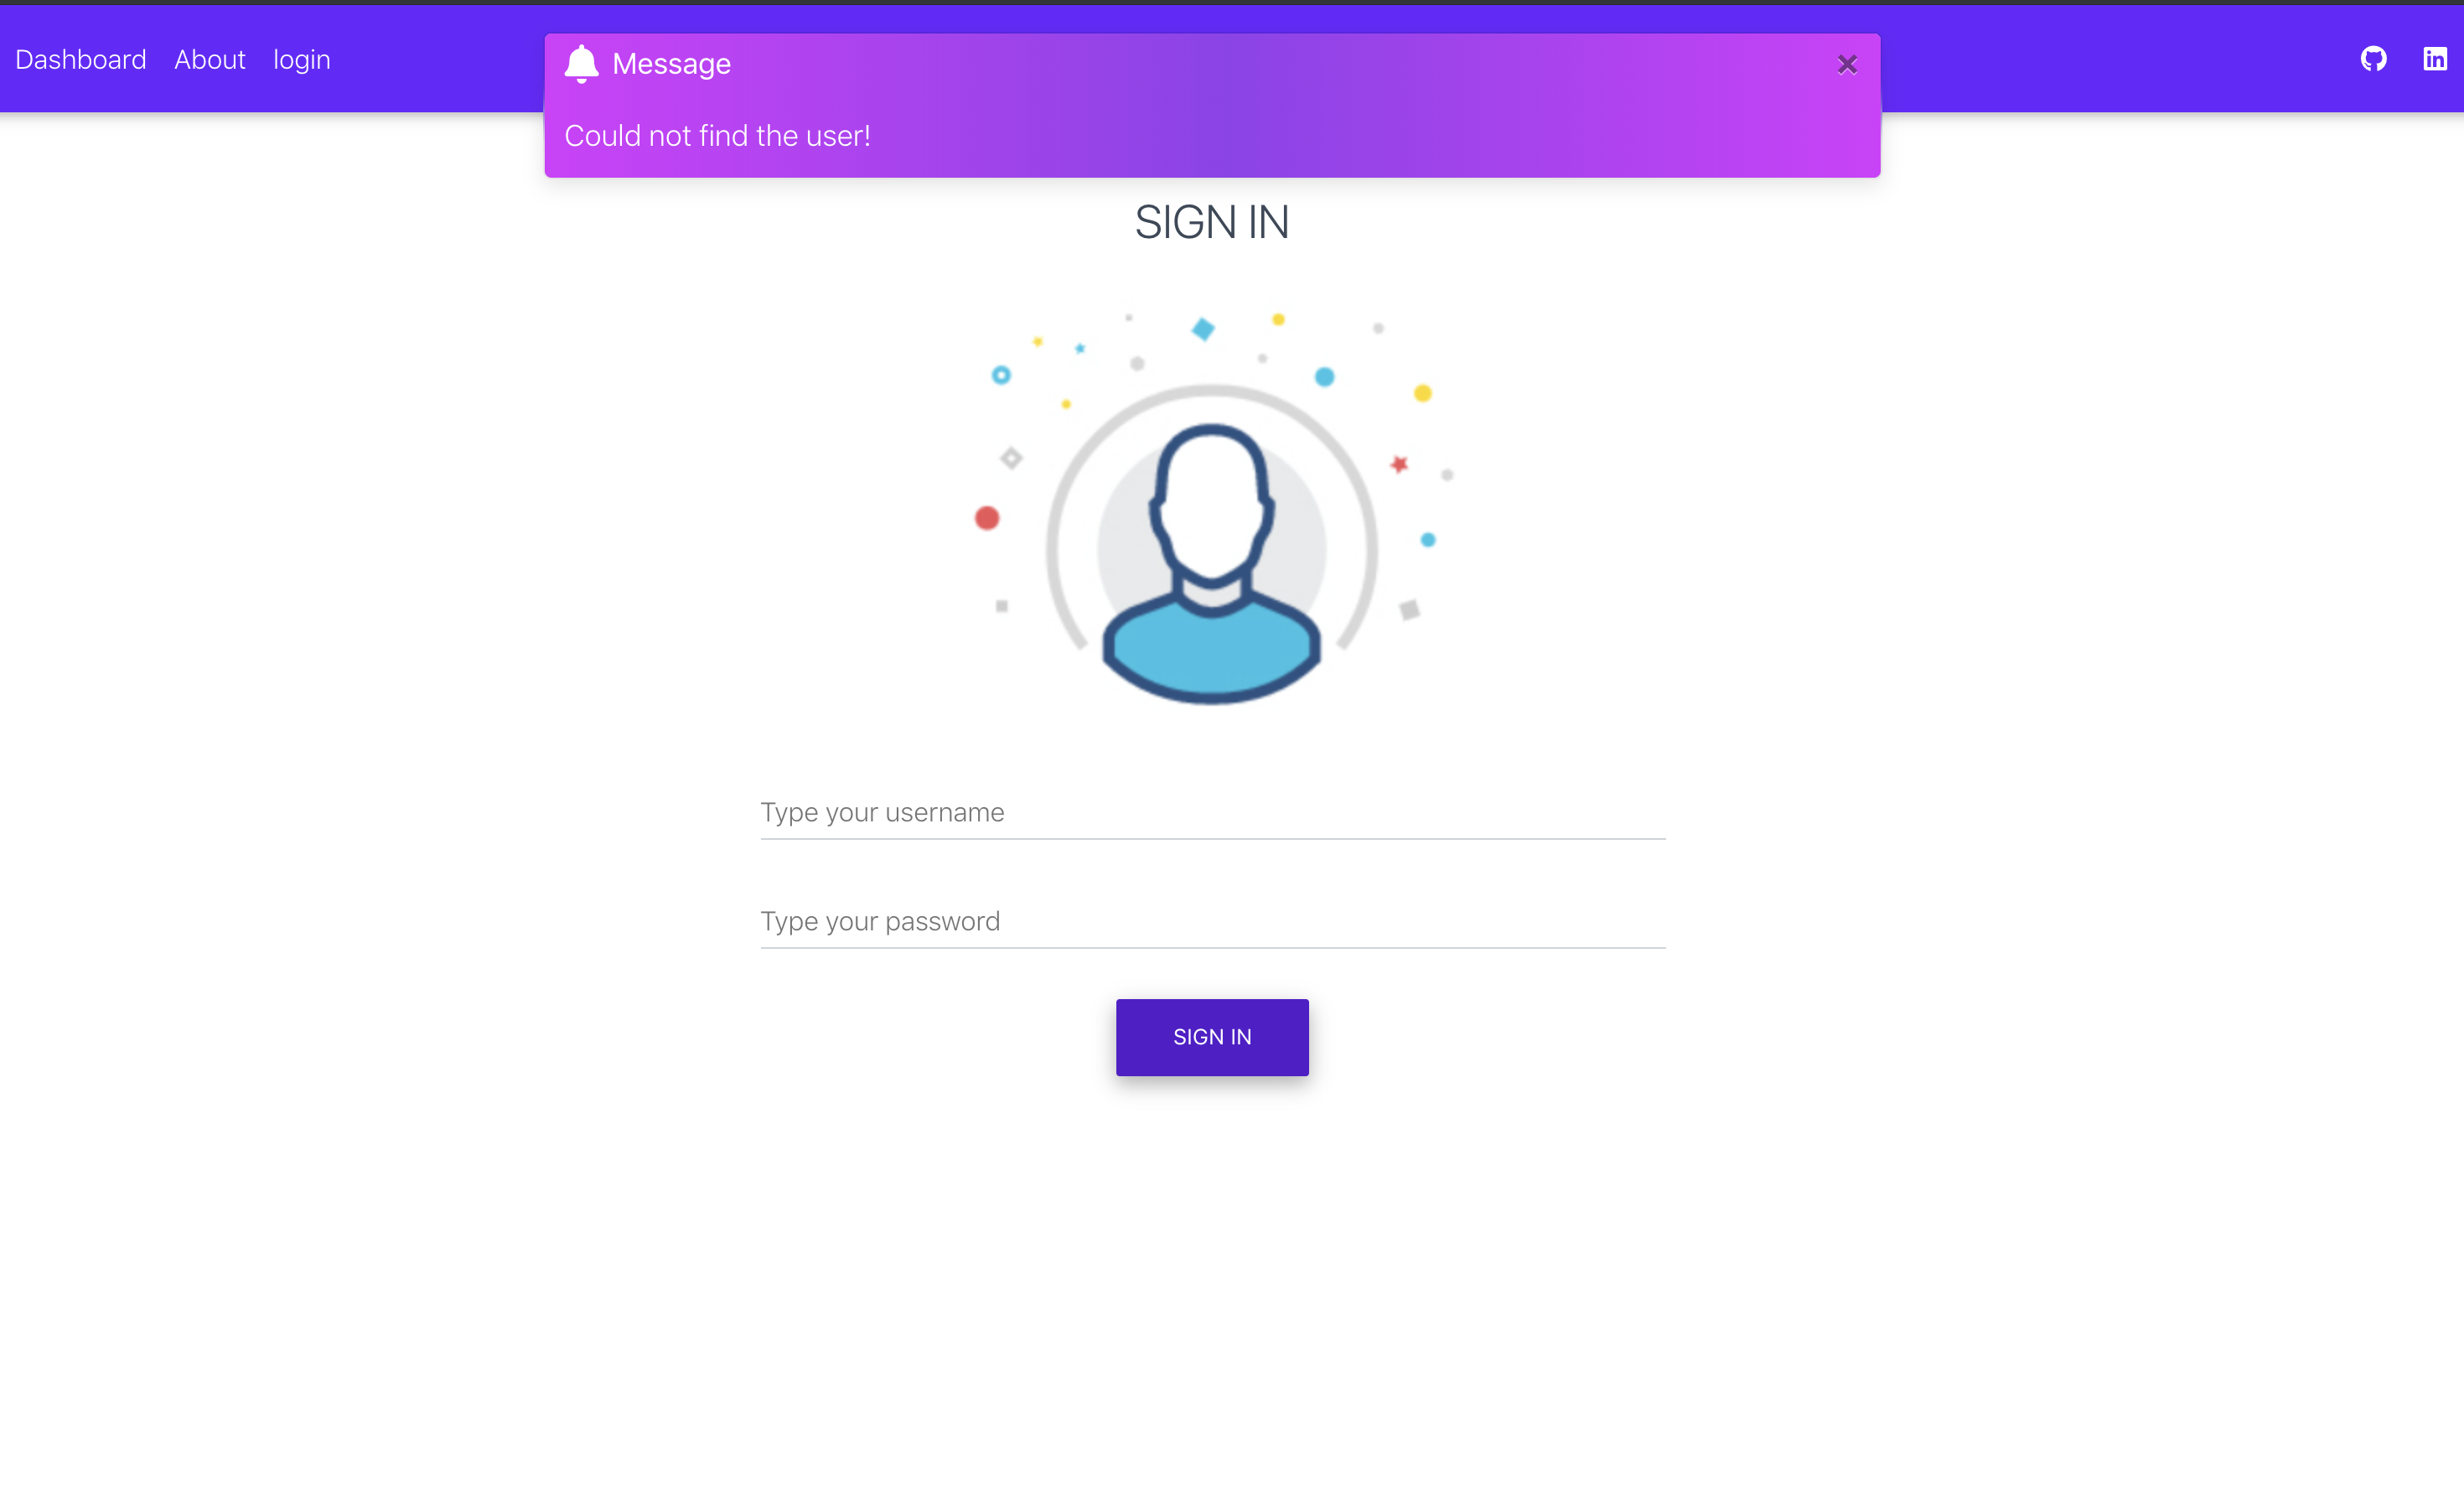 Dashboard About login
Message
Could not find the user!
SIGN IN
Type your username
Type your password
SIGN IN